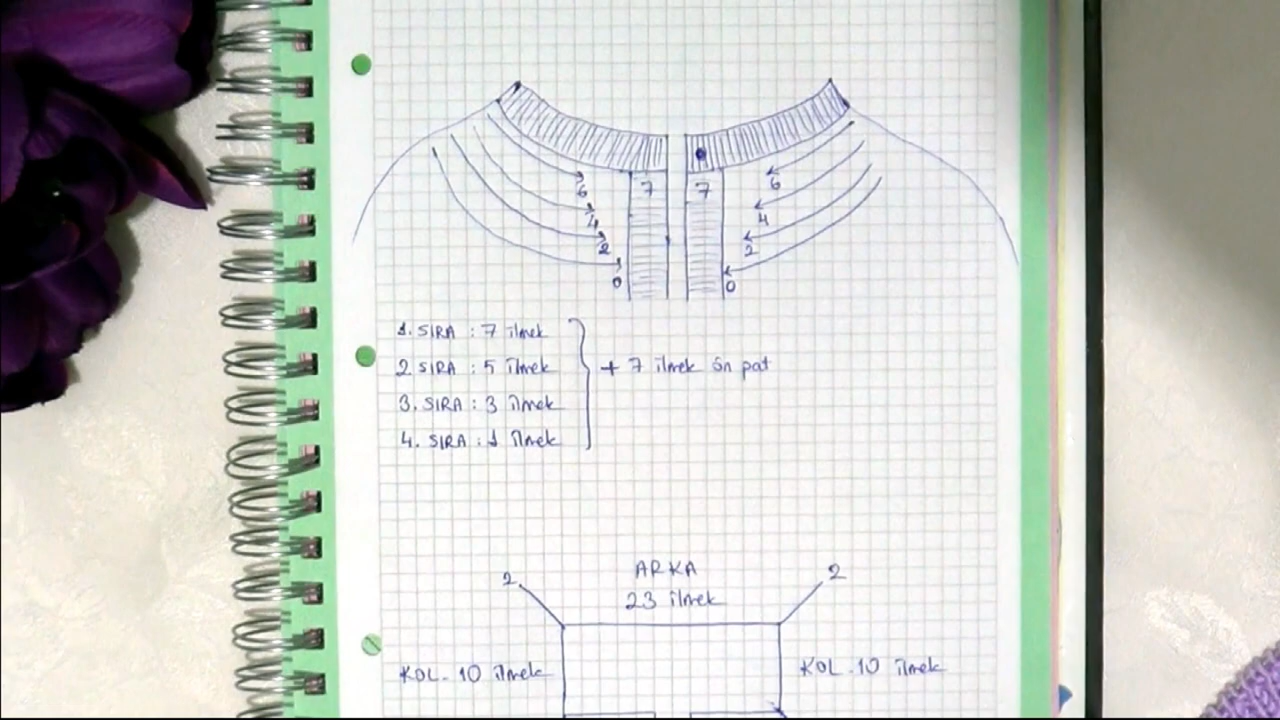 7 7
6 6
4 4
2 2
0 0
1. SIRA : 7 ilmek
2 SIRA : 5 ilmek
+ 7 ilmek ön pat
3. SIRA : 3 ilmek
4. SIRA : 1 ilmek
2 ARKA 2
23 ilmek
KOL - 10 ilmek KOL - 10 ilmek